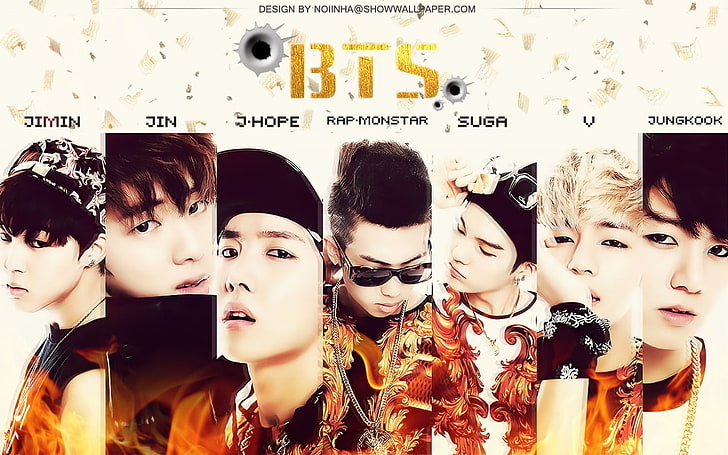 DESIGN BY NOIINHA@SHOWWALLPAPER.COM
BTS
JIMIN JIN J-HOPE RAP-MONSTAR SUGA V JUNGKOOK